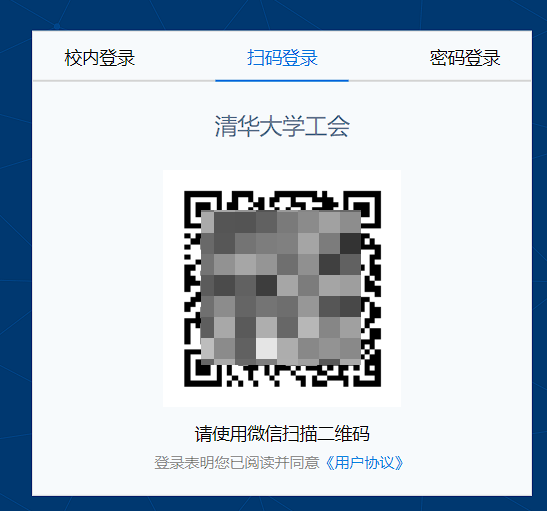 校内登录 扫码登录 密码登录
清华大学工会
请使用微信扫描二维码
登录表明您已阅读并同意《用户协议》